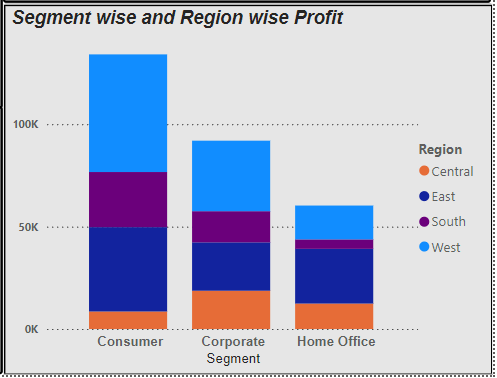 Segment wise and Region wise Profit
100K
50K
0K
Consumer
Corporate
Home Office
Segment
Region
Central
East
South
West